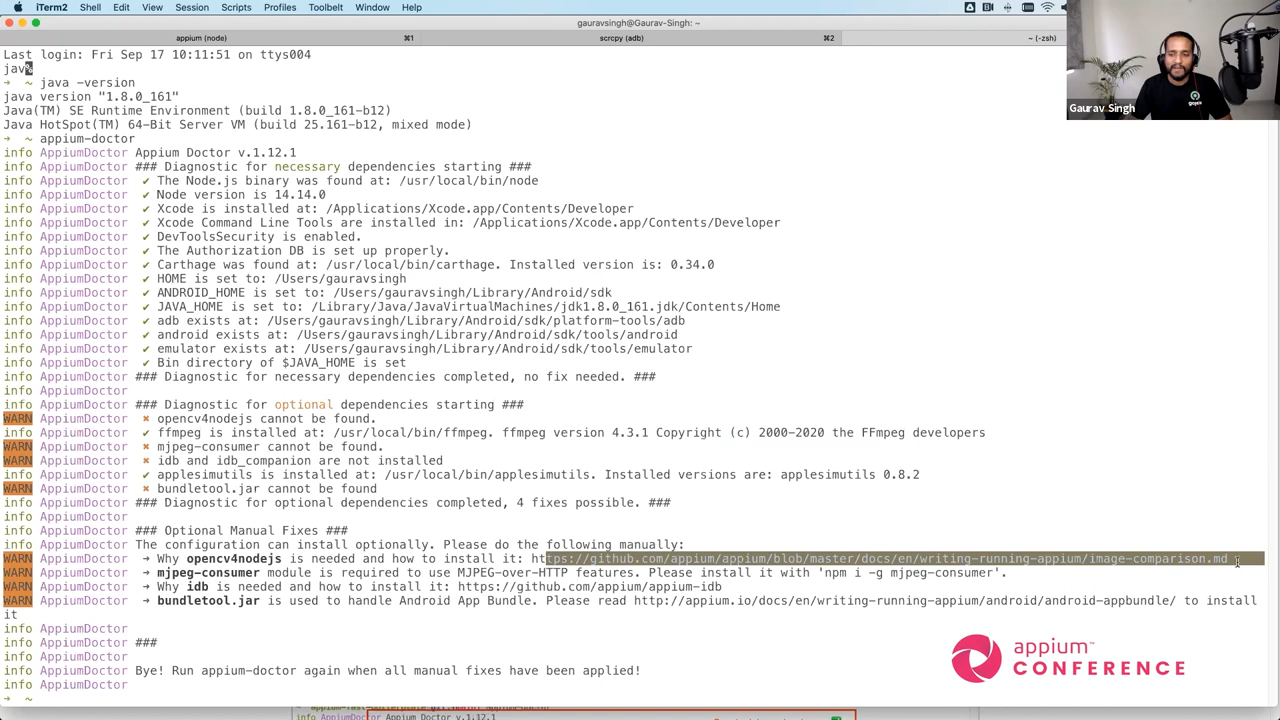 iTerm2 Shell Edit View Session Scripts Profiles Toolbelt Window Help
gauravsingh@Gaurav-Singh: ~
appium (node) ⌘1 scrcpy (adb) ⌘2 ~ (-zsh)
Gaurav Singh
Last login: Fri Sep 17 10:11:51 on ttys004
java
➜ ~ java -version
java version "1.8.0_161"
Java(TM) SE Runtime Environment (build 1.8.0_161-b12)
Java HotSpot(TM) 64-Bit Server VM (build 25.161-b12, mixed mode)
➜ ~ appium-doctor
info AppiumDoctor Appium Doctor v.1.12.1
info AppiumDoctor ### Diagnostic for necessary dependencies starting ###
info AppiumDoctor ✔ The Node.js binary was found at: /usr/local/bin/node
info AppiumDoctor ✔ Node version is 14.14.0
info AppiumDoctor ✔ Xcode is installed at: /Applications/Xcode.app/Contents/Developer
info AppiumDoctor ✔ Xcode Command Line Tools are installed in: /Applications/Xcode.app/Contents/Developer
info AppiumDoctor ✔ DevToolsSecurity is enabled.
info AppiumDoctor ✔ The Authorization DB is set up properly.
info AppiumDoctor ✔ Carthage was found at: /usr/local/bin/carthage. Installed version is: 0.34.0
info AppiumDoctor ✔ HOME is set to: /Users/gauravsingh
info AppiumDoctor ✔ ANDROID_HOME is set to: /Users/gauravsingh/Library/Android/sdk
info AppiumDoctor ✔ JAVA_HOME is set to: /Library/Java/JavaVirtualMachines/jdk1.8.0_161.jdk/Contents/Home
info AppiumDoctor ✔ adb exists at: /Users/gauravsingh/Library/Android/sdk/platform-tools/adb
info AppiumDoctor ✔ android exists at: /Users/gauravsingh/Library/Android/sdk/tools/android
info AppiumDoctor ✔ emulator exists at: /Users/gauravsingh/Library/Android/sdk/tools/emulator
info AppiumDoctor ✔ Bin directory of $JAVA_HOME is set
info AppiumDoctor ### Diagnostic for necessary dependencies completed, no fix needed. ###
info AppiumDoctor
info AppiumDoctor ### Diagnostic for optional dependencies starting ###
WARN AppiumDoctor ✖ opencv4nodejs cannot be found.
info AppiumDoctor ✔ ffmpeg is installed at: /usr/local/bin/ffmpeg. ffmpeg version 4.3.1 Copyright (c) 2000-2020 the FFmpeg developers
WARN AppiumDoctor ✖ mjpeg-consumer cannot be found.
WARN AppiumDoctor ✖ idb and idb_companion are not installed
info AppiumDoctor ✔ applesimutils is installed at: /usr/local/bin/applesimutils. Installed versions are: applesimutils 0.8.2
WARN AppiumDoctor ✖ bundletool.jar cannot be found
info AppiumDoctor ### Diagnostic for optional dependencies completed, 4 fixes possible. ###
info AppiumDoctor
info AppiumDoctor ### Optional Manual Fixes ###
info AppiumDoctor The configuration can install optionally. Please do the following manually:
WARN AppiumDoctor ➜ Why opencv4nodejs is needed and how to install it: https://github.com/appium/appium/blob/master/docs/en/writing-running-appium/image-comparison.md
WARN AppiumDoctor ➜ mjpeg-consumer module is required to use MJPEG-over-HTTP features. Please install it with 'npm i -g mjpeg-consumer'.
WARN AppiumDoctor ➜ Why idb is needed and how to install it: https://github.com/appium/appium-idb
WARN AppiumDoctor ➜ bundletool.jar is used to handle Android App Bundle. Please read http://appium.io/docs/en/writing-running-appium/android/android-appbundle/ to install
it
info AppiumDoctor
info AppiumDoctor ###
info AppiumDoctor
info AppiumDoctor Bye! Run appium-doctor again when all manual fixes have been applied!
info AppiumDoctor
➜ ~
appium™
CONFERENCE
info AppiumDoctor Appium Doctor v.1.12.1